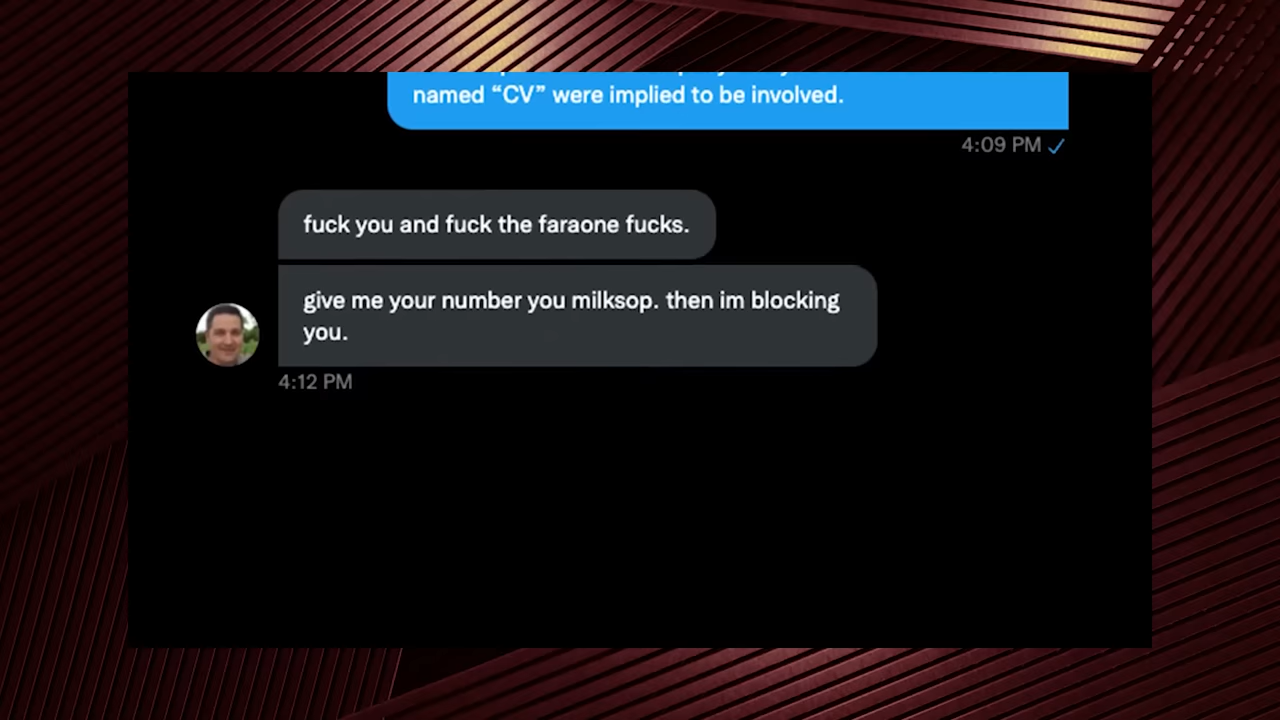 named “CV” were implied to be involved.
4:09 PM
fuck you and fuck the faraone fucks.
give me your number you milksop. then im blocking
you.
4:12 PM